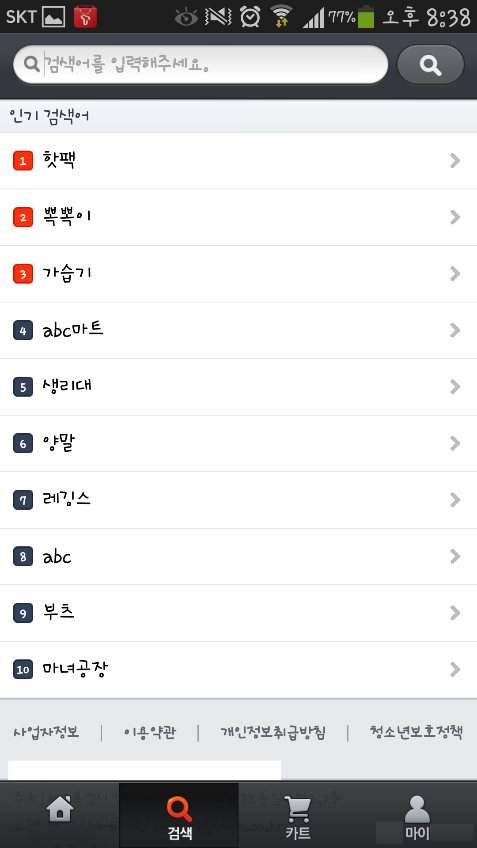 SKT 77% 오후 8:38
검색어를 입력해주세요.
인기 검색어
1 핫팩
2 뽁뽁이
3 가습기
4 abc마트
5 생리대
6 양말
7 레깅스
8 abc
9 부츠
10 마녀공장
사업자정보 | 이용약관 | 개인정보취급방침 | 청소년보호정책
검색 카트 마이